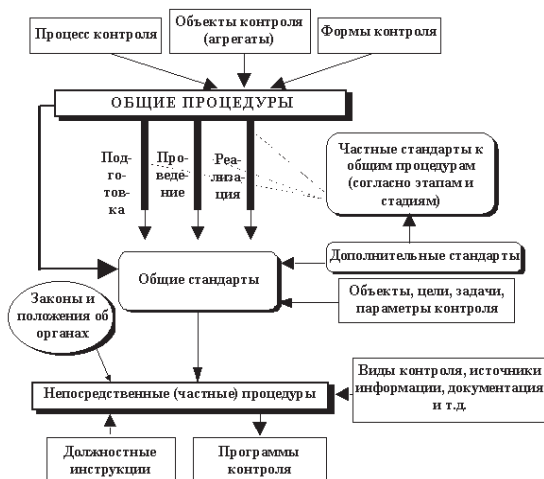 Процесс контроля
Объекты контроля
(агрегаты)
Формы контроля
ОБЩИЕ ПРОЦЕДУРЫ
Под-
готов-
ка
Про-
веде-
ние
Реа-
лиза-
ция
Частные стандарты к
общим процедурам
(согласно этапам и
стадиям)
Общие стандарты
Дополнительные стандарты
Объекты, цели, задачи,
параметры контроля
Законы и
положения об
органах
Непосредственные (частные) процедуры
Виды контроля, источники
информации, документация
и т.д.
Должностные
инструкции
Программы
контроля